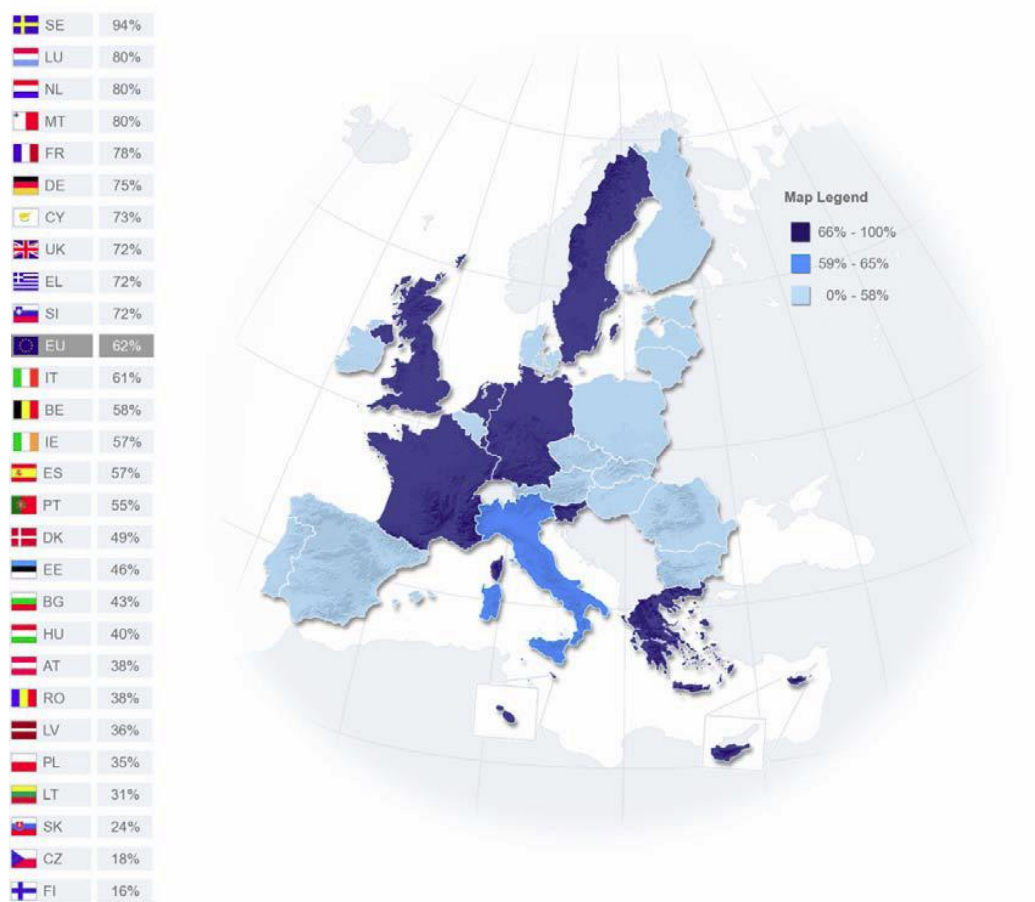 SE 94%
LU 80%
NL 80%
MT 80%
FR 78%
DE 75%
CY 73%
UK 72%
EL 72%
SI 72%
EU 62%
IT 61%
BE 58%
IE 57%
ES 57%
PT 55%
DK 49%
EE 46%
BG 43%
HU 40%
AT 38%
RO 38%
LV 36%
PL 35%
LT 31%
SK 24%
CZ 18%
FI 16%
Map Legend
66% - 100%
59% - 65%
0% - 58%